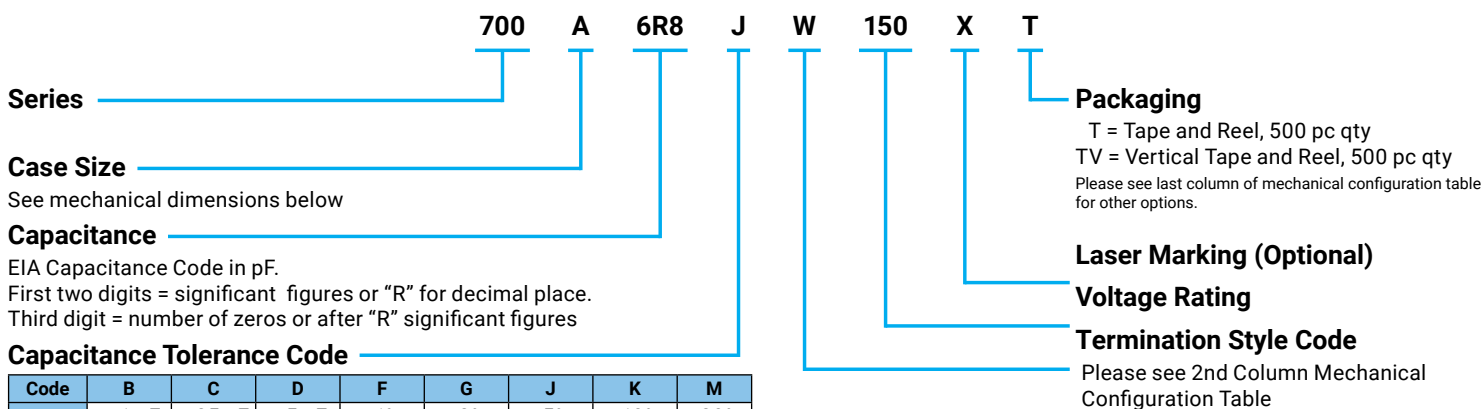 700 A 6R8 J W 150 X T
Series
Case Size
See mechanical dimensions below
Capacitance
EIA Capacitance Code in pF.
First two digits = significant figures or “R” for decimal place.
Third digit = number of zeros or after “R” significant figures
Capacitance Tolerance Code
Code B C D F G J K M
Packaging
T = Tape and Reel, 500 pc qty
TV = Vertical Tape and Reel, 500 pc qty
Please see last column of mechanical configuration table
for other options.
Laser Marking (Optional)
Voltage Rating
Termination Style Code
Please see 2nd Column Mechanical
Configuration Table